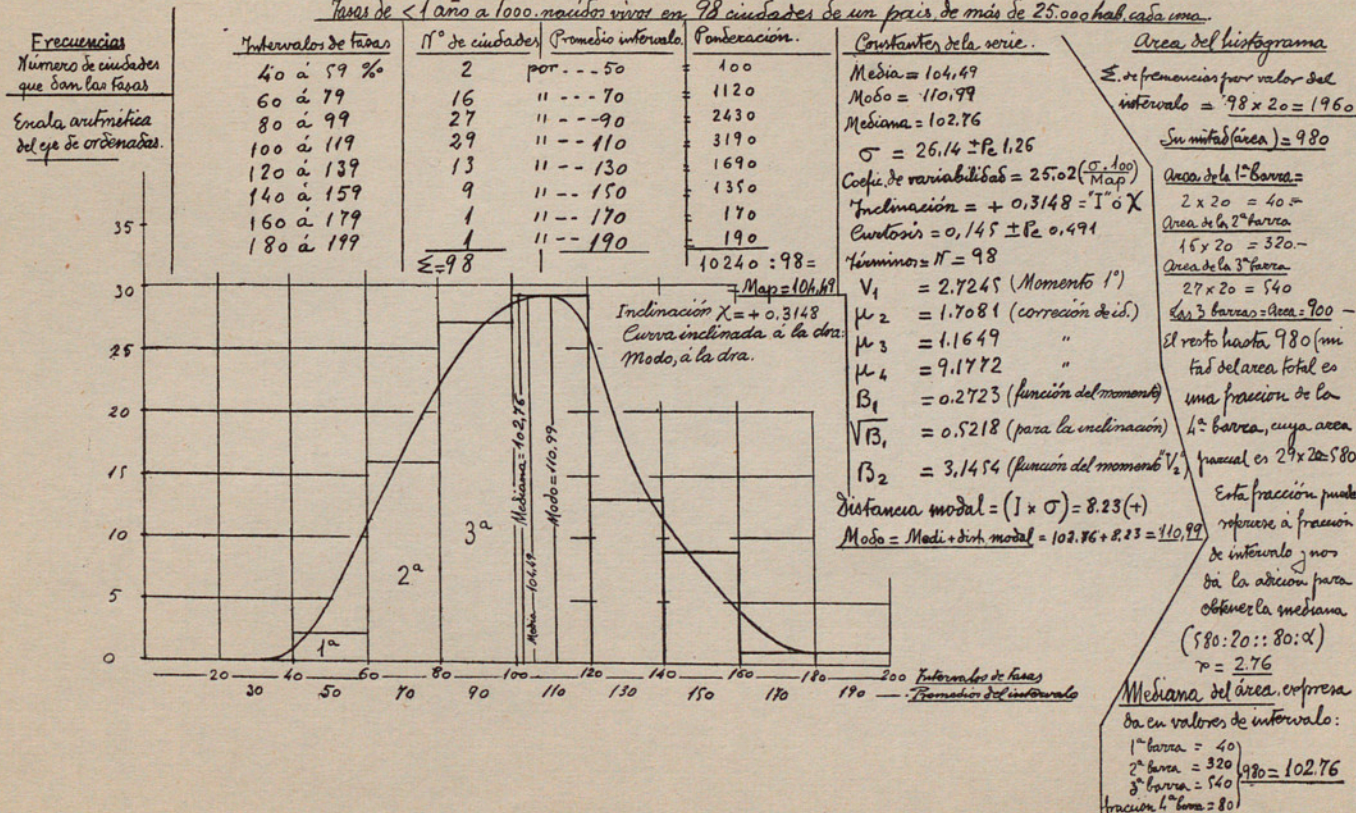 Tasas de < 1 año a 1000 nacidos vivos en 98 ciudades de un pais, de más de 25.000 hab. cada una.
Frecuencias
Número de ciudades
que dan las tasas
Escala aritmética
del eje de ordenadas.
Intervalos de tasas | Nº de ciudades | Promedio intervalo. | Ponderación.
40 á 59 ‰ 2 por --- 50 = 100
60 á 79 16 " --- 70 = 1120
80 á 99 27 " --- 90 = 2430
100 á 119 29 " -- 110 = 3190
120 á 139 13 " -- 130 = 1690
140 á 159 9 " -- 150 = 1350
160 á 179 1 " -- 170 = 170
180 á 199 1 " -- 190 = 190
Σ=98 10240 : 98 =
= Map = 104,49
Constantes de la serie.
Media = 104,49
Modo = 110,99
Mediana = 102.76
σ = 26,14 ± Pe 1,26
Coefic. de variabilidad = 25.02 (σ.100/Map)
Inclinación = + 0,3148 = "I" ó χ
Curtosis = 0,145 ± Pe 0,491
Términos = N = 98
V₁ = 2.7245 (Momento 1º)
μ₂ = 1.7081 (correción de id.)
μ₃ = 1.1649 "
μ₄ = 9.1772 "
B₁ = 0.2723 (función del momento)
√B₁ = 0.5218 (para la inclinación)
B₂ = 3,1454 (función del momento "V₂")
Distancia modal = (I x σ) = 8.23 (+)
Modo = Medi + dist. modal = 102.76 + 8,23 = 110,99
Area del histograma
Σ. de frecuencias por valor del
intervalo = 98 x 20 = 1960
Su mitad (área) = 980
Area de la 1ª Barra =
2 x 20 = 40.=
Area de la 2ª barra
16 x 20 = 320.-
Area de la 3ª barra
27 x 20 = 540
Las 3 barras = Area = 900 -
El resto hasta 980 (mi
tad del area total es
una fraccion de la
4ª barra, cuya area
parcial es 29 x 20 = 580
Esta fracción puede
á fracción
de intervalo y nos
dá la adición para
obtener la mediana
(580:20::80:α)
= 2.76
Mediana del área, expresa
da en valores de intervalo:
1ª barra = 40
2ª barra = 320
3ª barra = 540
fracción 4ª barra = 80
980 = 102.76
Inclinación χ = + 0,3148
Curva inclinada á la dra.
Modo, á la dra.
35
30
25
20
15
10
5
0
1ª
2ª
3ª
Media = 104,49
Mediana = 102,76
Modo = 110,99
20 40 60 80 100 120 140 160 180 200 Intervalos de tasas
30 50 70 90 110 130 150 170 190 Promedios del intervalo